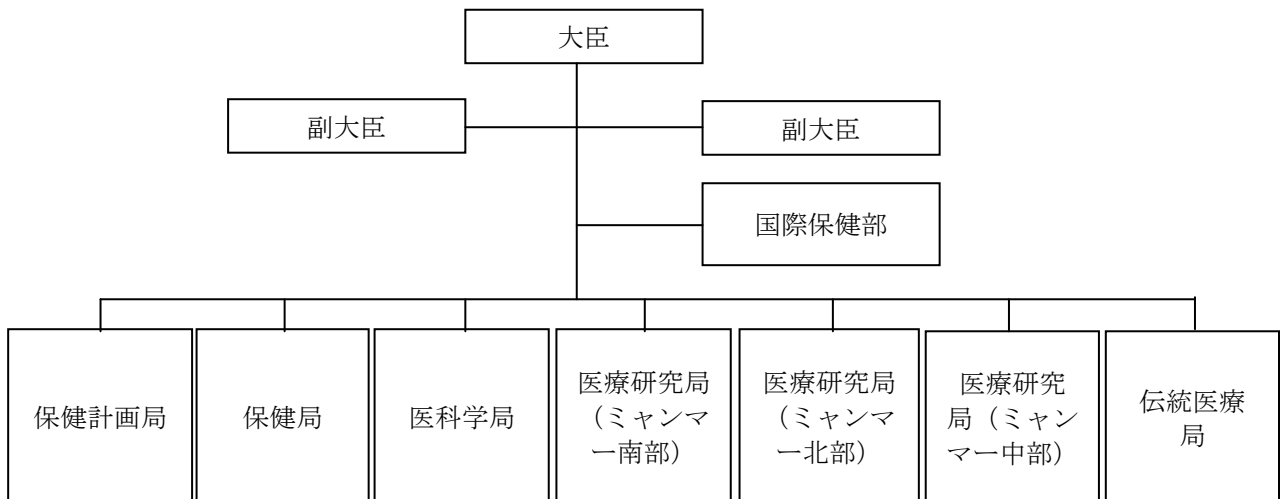 大臣
副大臣
副大臣
国際保健部
保健計画局
保健局
医科学局
医療研究局
（ミャンマ
ー南部）
医療研究局
（ミャンマ
ー北部）
医療研究
局（ミャン
マー中部）
伝統医療
局